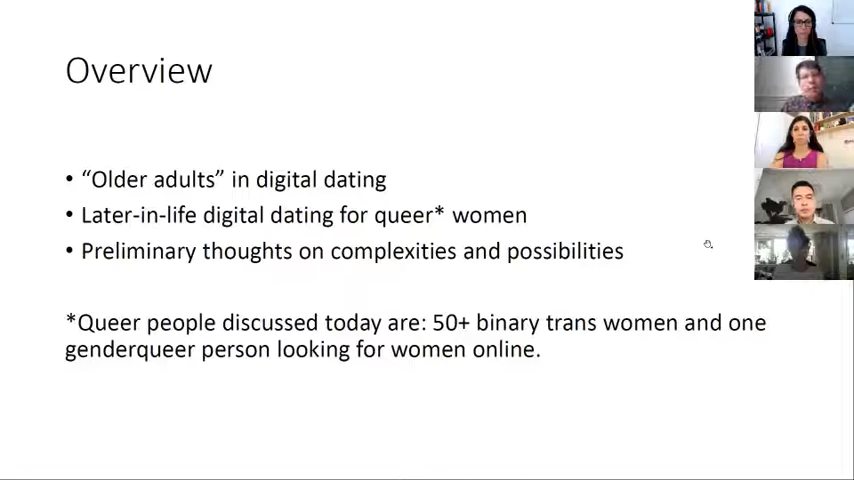 Overview
• “Older adults” in digital dating
• Later-in-life digital dating for queer* women
• Preliminary thoughts on complexities and possibilities
*Queer people discussed today are: 50+ binary trans women and one
genderqueer person looking for women online.